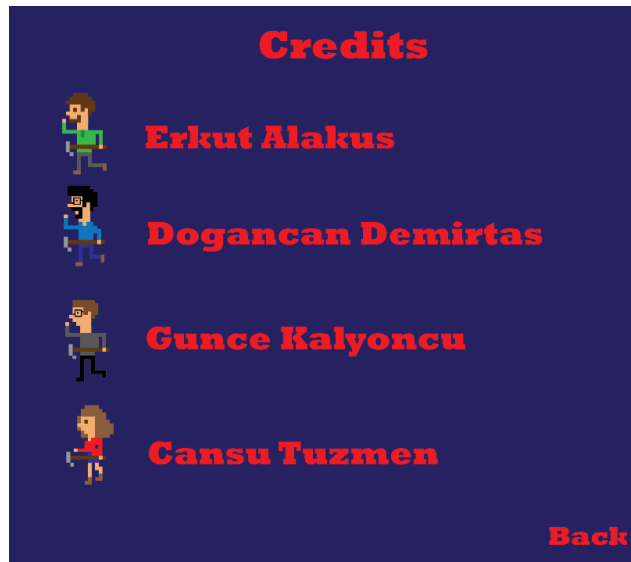 Credits
Erkut Alakus
Dogancan Demirtas
Gunce Kalyoncu
Cansu Tuzmen
Back